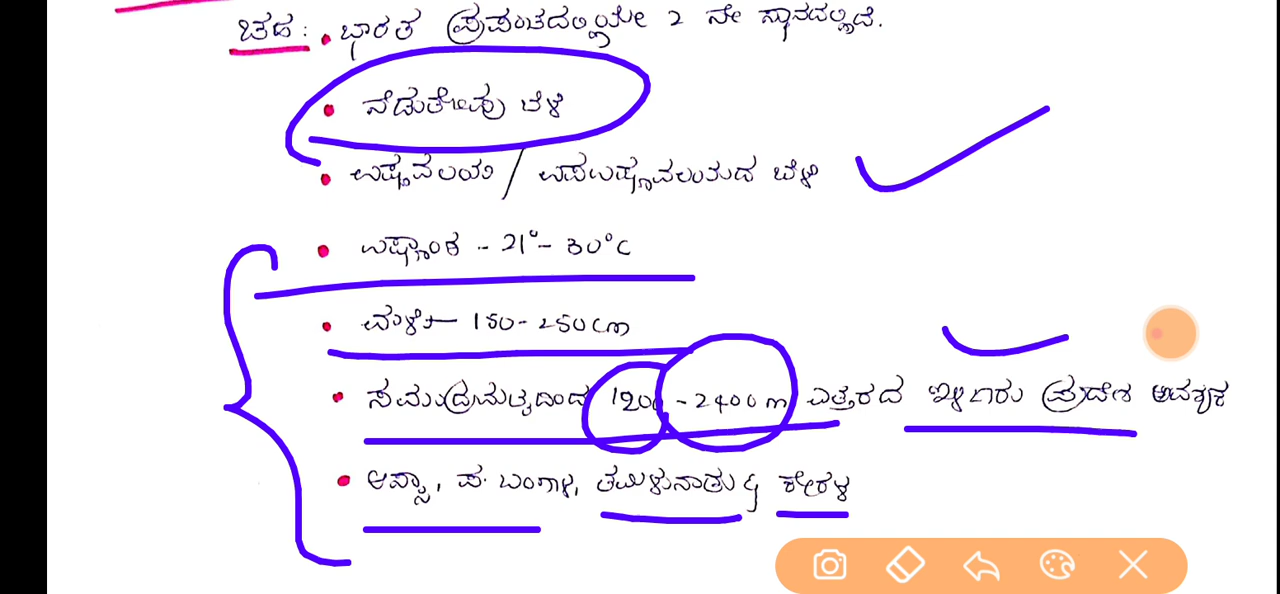 ಚಹ : • ಭಾರತ ಪ್ರಪಂಚದಲ್ಲಿಯೇ 2 ನೇ ಸ್ಥಾನದಲ್ಲಿದೆ.
• ನೆಡುತೋಪು ಬೆಳೆ
• ಉಷ್ಣವಲಯ / ಉಪಉಷ್ಣವಲಯದ ಬೆಳೆ
• ಉಷ್ಣಾಂಶ - 21° - 30°C
• ಮಳೆ - 150 - 250cm
• ಸಮುದ್ರಮಟ್ಟದಿಂದ 1200 - 2400 m ಎತ್ತರದ ಇಳಿಜಾರು ಪ್ರದೇಶ ಅವಶ್ಯಕ
• ಅಸ್ಸಾಂ, ಪ. ಬಂಗಾಳ, ತಮಿಳುನಾಡು & ಕೇರಳ